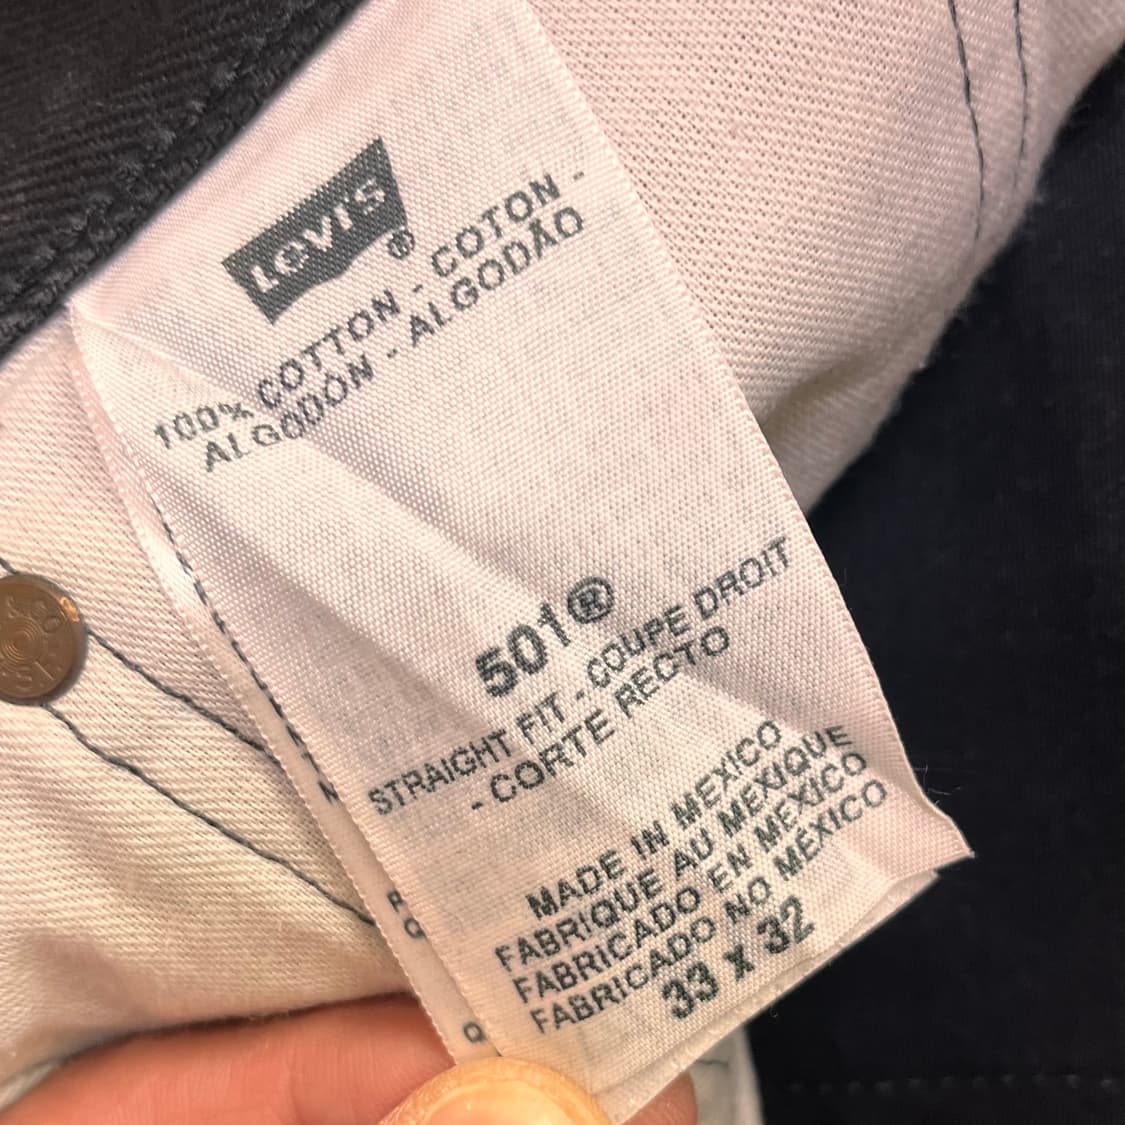 LEVI'S®
100% COTTON - COTON -
ALGODÓN - ALGODÃO
501®
STRAIGHT FIT - COUPE DROIT
- CORTE RECTO
MADE IN MEXICO
FABRIQUE AU MEXIQUE
FABRICADO EN MEXICO
FABRICADO NO MÉXICO
33 x 32